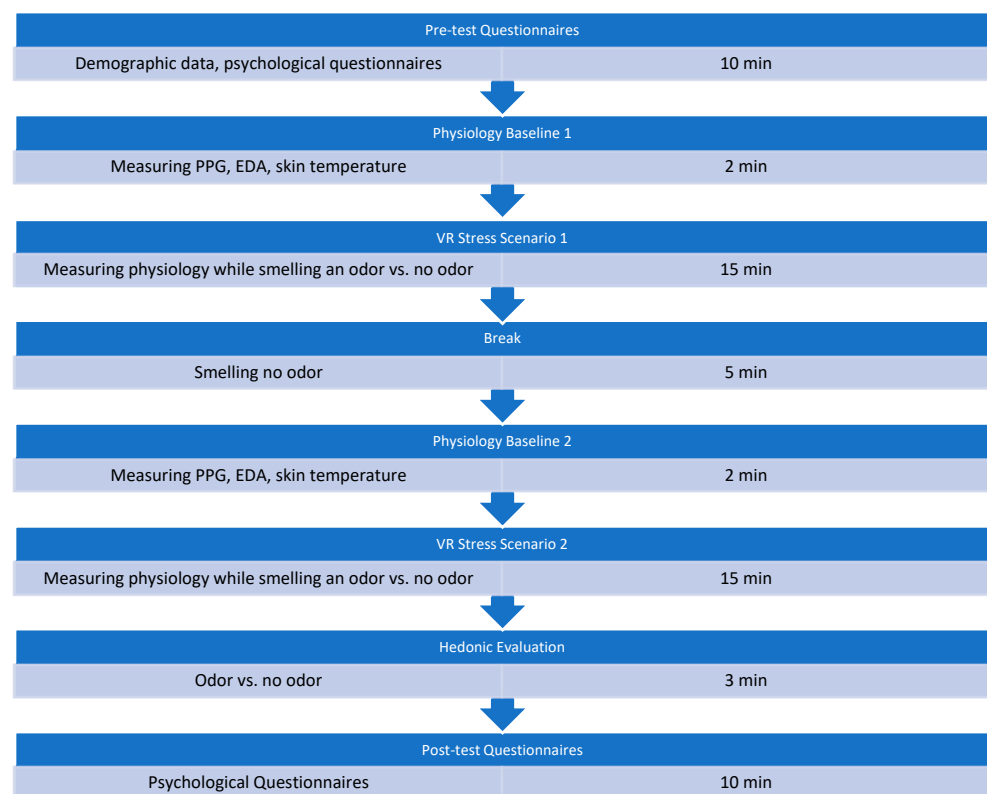 Pre-test Questionnaires
Demographic data, psychological questionnaires 10 min
Physiology Baseline 1
Measuring PPG, EDA, skin temperature 2 min
VR Stress Scenario 1
Measuring physiology while smelling an odor vs. no odor 15 min
Break
Smelling no odor 5 min
Physiology Baseline 2
Measuring PPG, EDA, skin temperature 2 min
VR Stress Scenario 2
Measuring physiology while smelling an odor vs. no odor 15 min
Hedonic Evaluation
Odor vs. no odor 3 min
Post-test Questionnaires
Psychological Questionnaires 10 min